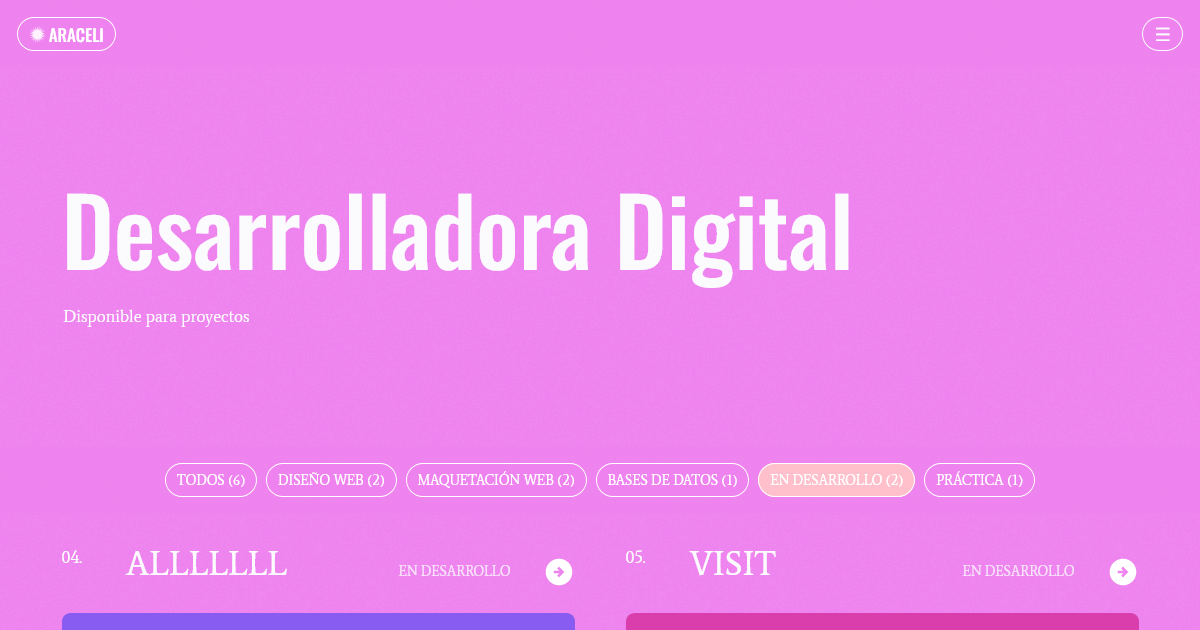 ARACELI
Desarrolladora Digital
Disponible para proyectos
TODOS (6) DISEÑO WEB (2) MAQUETACIÓN WEB (2) BASES DE DATOS (1) EN DESARROLLO (2) PRÁCTICA (1)
04. ALLLLLLL EN DESARROLLO 05. VISIT EN DESARROLLO